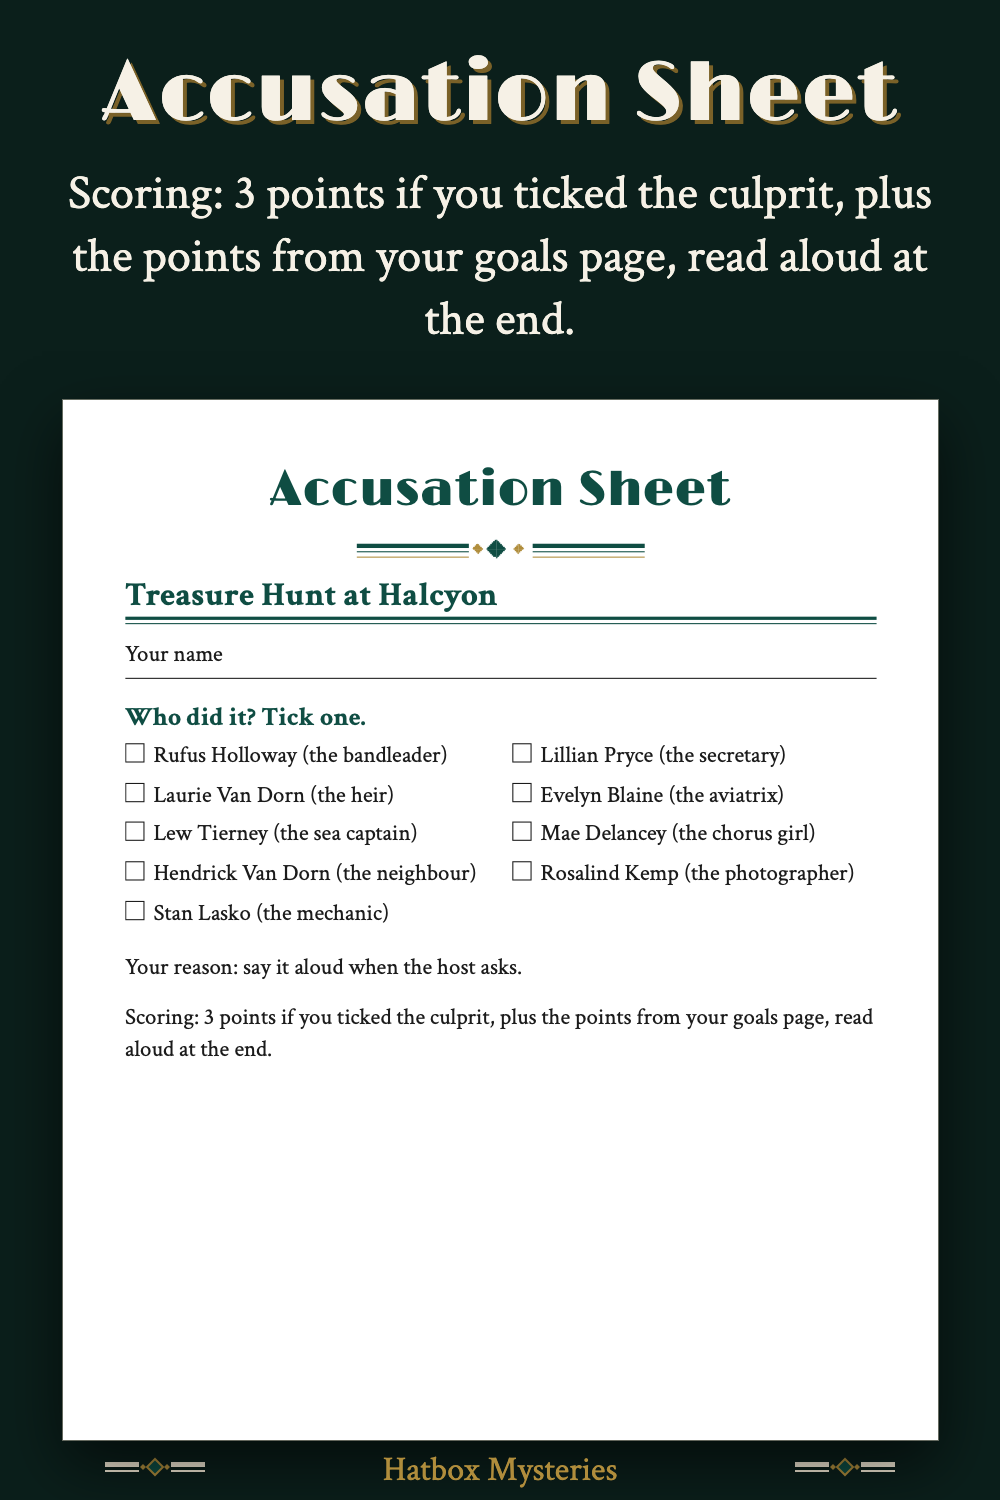 Accusation Sheet
Scoring: 3 points if you ticked the culprit, plus
the points from your goals page, read aloud at
the end.
Accusation Sheet
Treasure Hunt at Halcyon
Your name
Who did it? Tick one.
Rufus Holloway (the bandleader)
Laurie Van Dorn (the heir)
Lew Tierney (the sea captain)
Hendrick Van Dorn (the neighbour)
Stan Lasko (the mechanic)
Lillian Pryce (the secretary)
Evelyn Blaine (the aviatrix)
Mae Delancey (the chorus girl)
Rosalind Kemp (the photographer)
Your reason: say it aloud when the host asks.
Scoring: 3 points if you ticked the culprit, plus the points from your goals page, read
aloud at the end.
Hatbox Mysteries